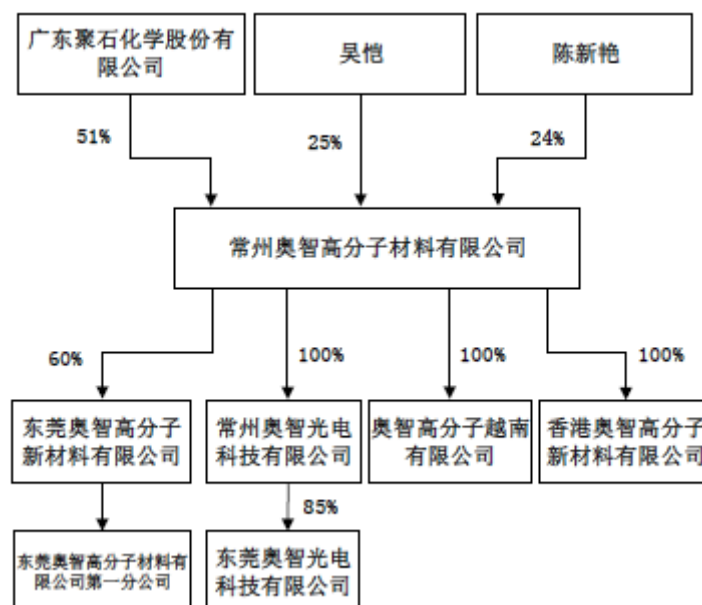 广东聚石化学股份有
限公司
吴恺
陈新艳
51%
25%
24%
常州奥智高分子材料有限公司
60%
100%
100%
100%
东莞奥智高分子
新材料有限公司
常州奥智光电
科技有限公司
奥智高分子越南
有限公司
香港奥智高分子
新材料有限公司
85%
东莞奥智高分子材料有
限公司第一分公司
东莞奥智光电
科技有限公司